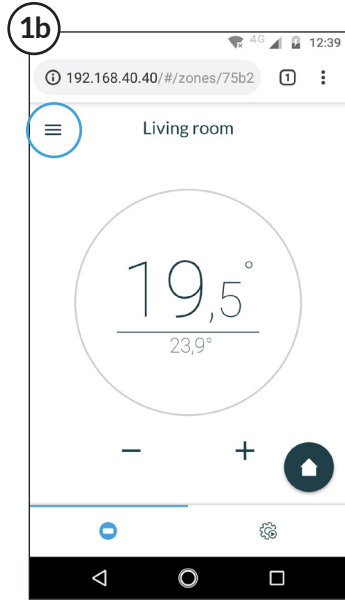 1b
4G 12:39
192.168.40.40/#/zones/75b2 1
Living room
19,5°
23,9°
− +